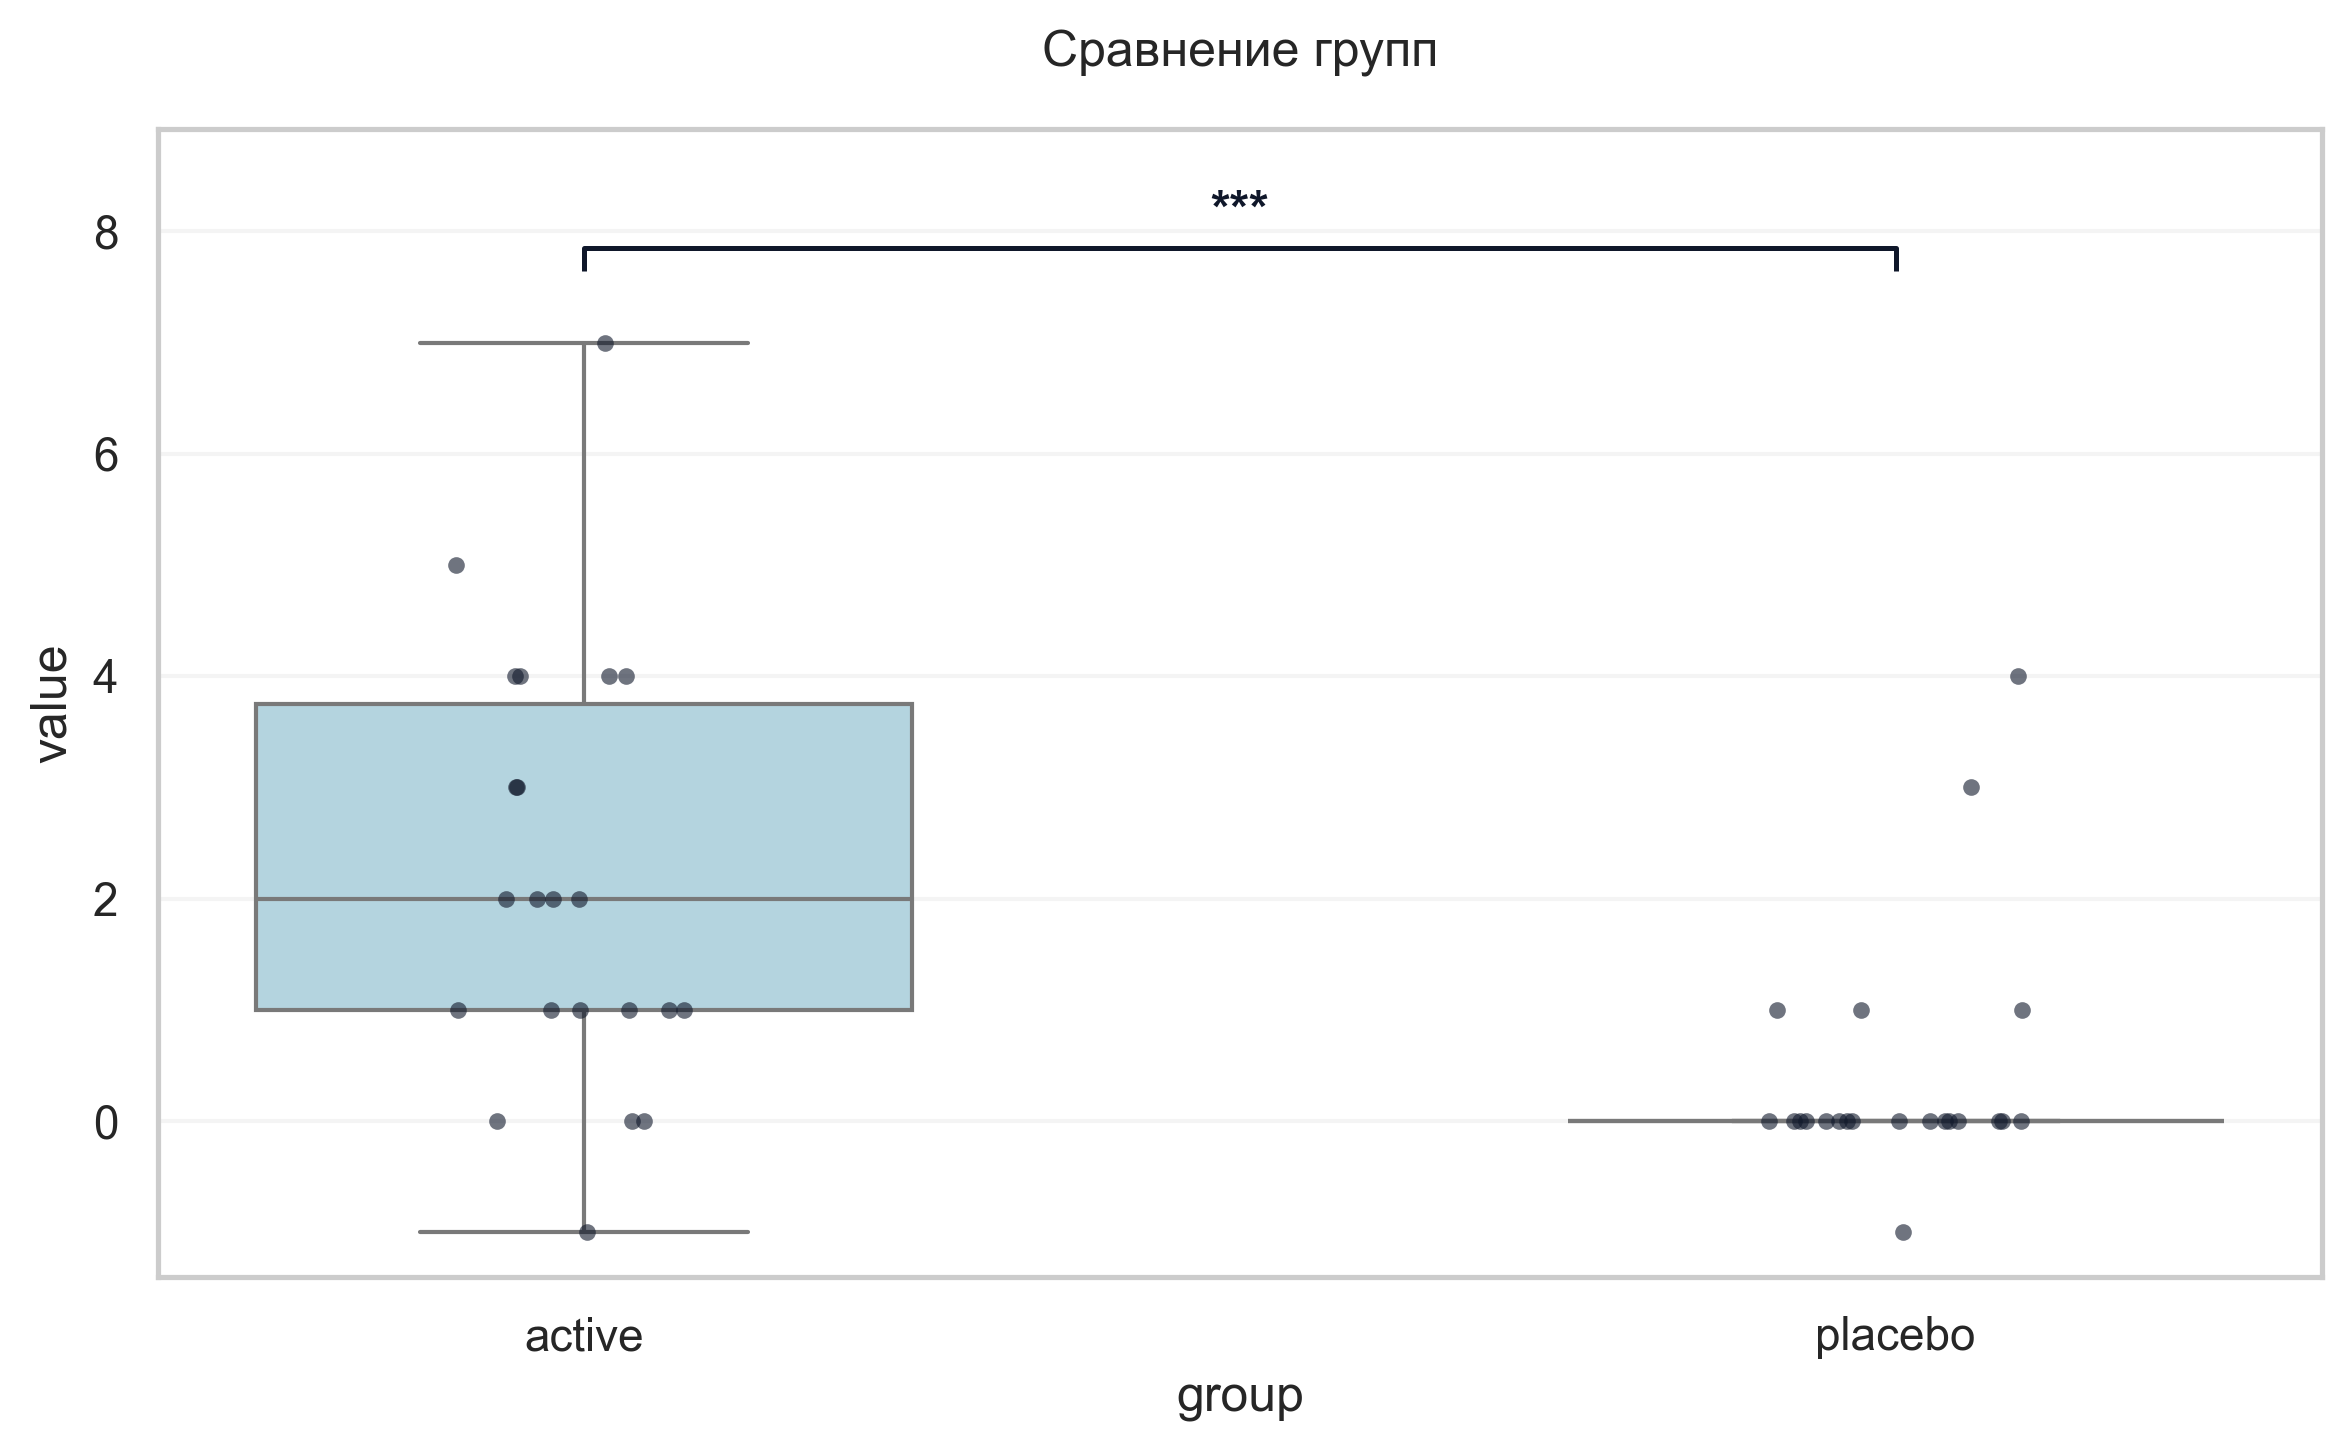 Сравнение групп
***
8
6
4
2
0
value
active
placebo
group